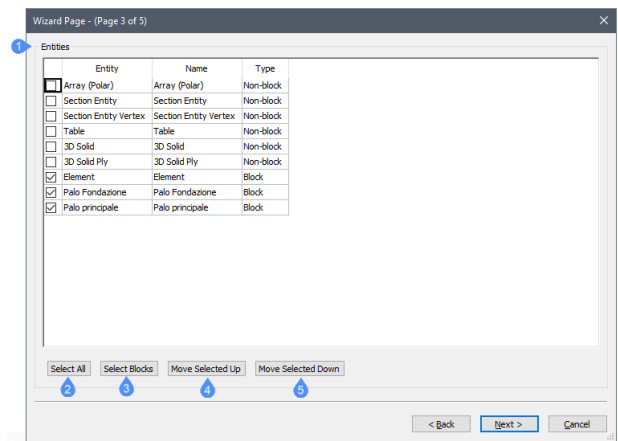 Wizard Page - (Page 3 of 5)
1 Entities
Entity Name Type
Array (Polar) Array (Polar) Non-block
Section Entity Section Entity Non-block
Section Entity Vertex Section Entity Vertex Non-block
Table Table Non-block
3D Solid 3D Solid Non-block
3D Solid Ply 3D Solid Ply Non-block
Element Element Block
Palo Fondazione Palo Fondazione Block
Palo principale Palo principale Block
Select All Select Blocks Move Selected Up Move Selected Down
2 3 4 5
< Back Next > Cancel